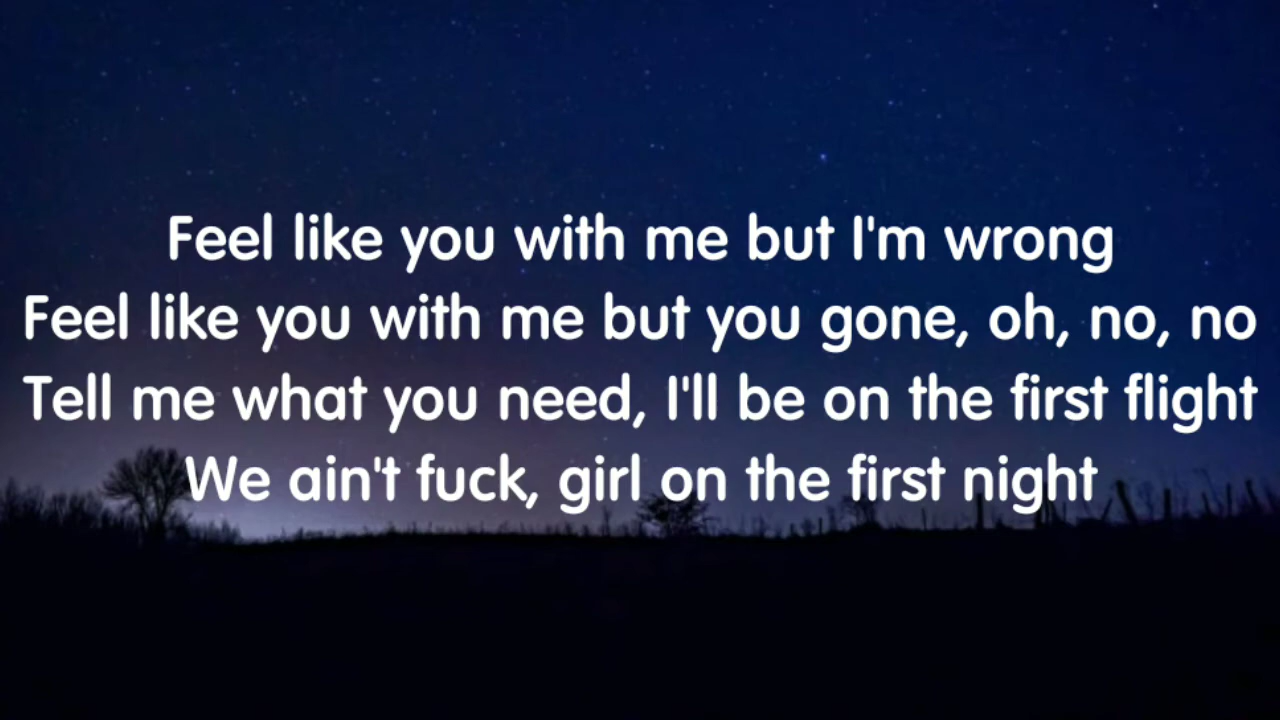 Feel like you with me but I'm wrong
Feel like you with me but you gone, oh, no, no
Tell me what you need, I'll be on the first flight
We ain't fuck, girl on the first night